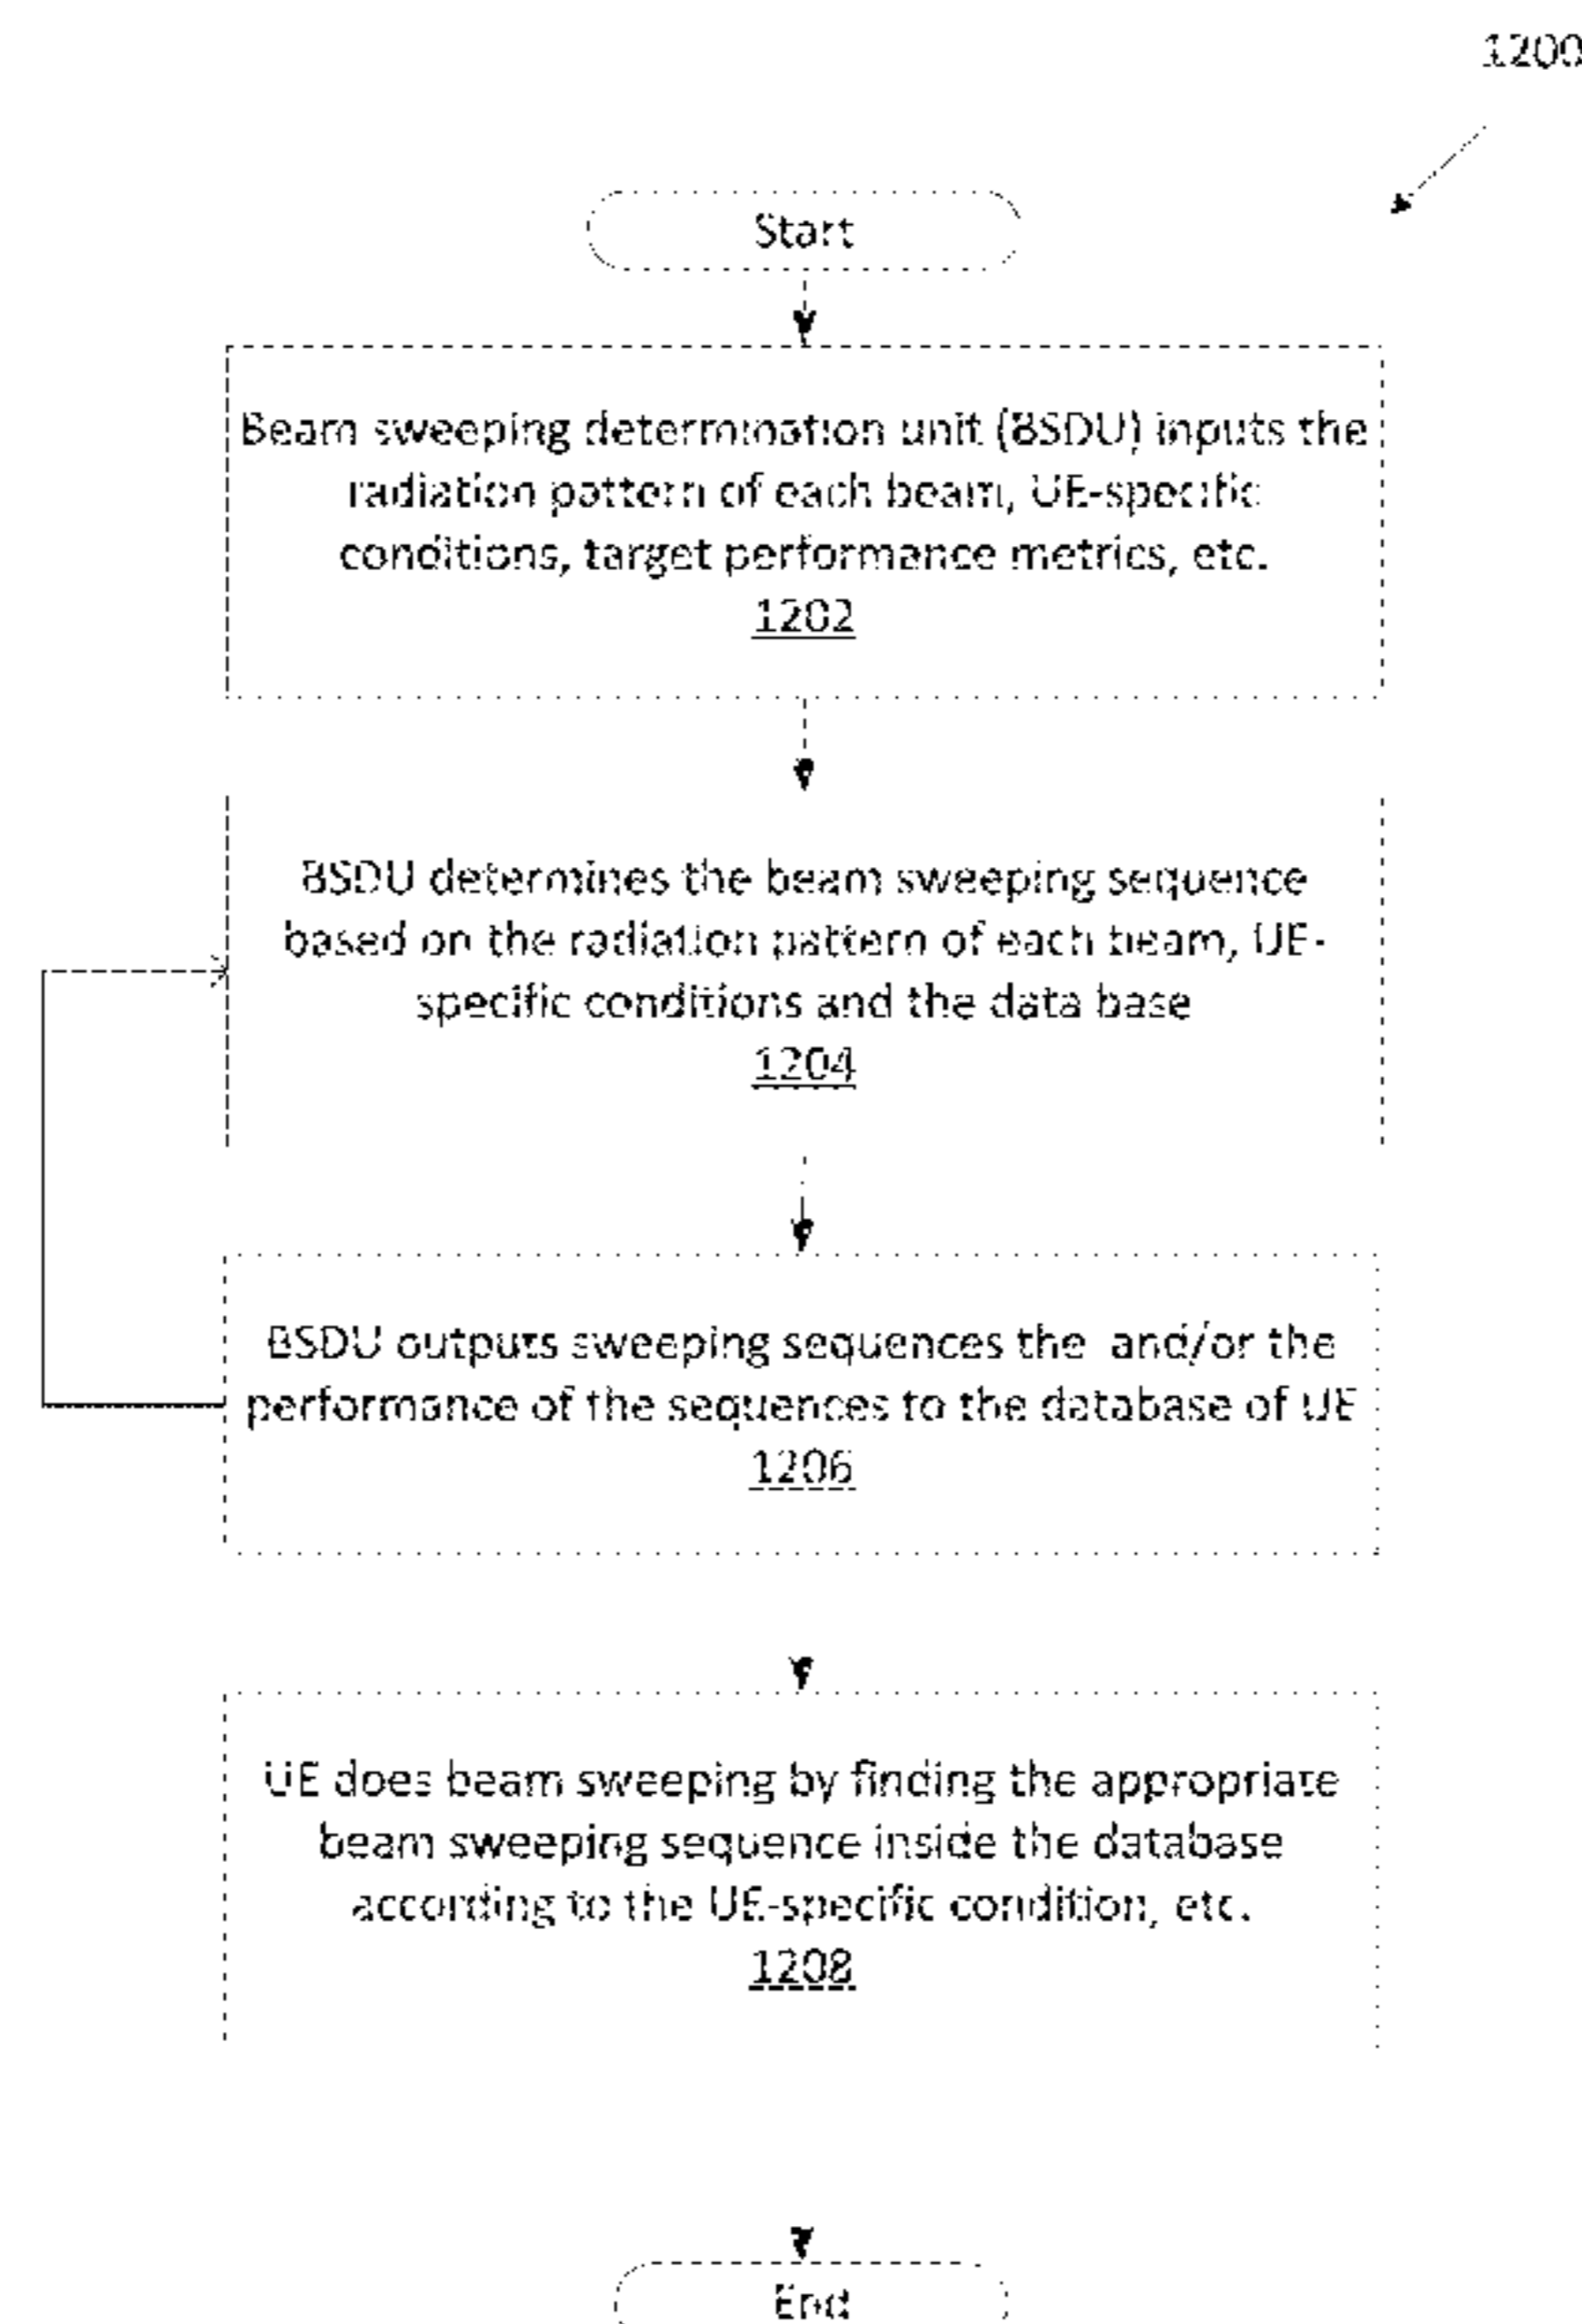 1200
Start
Beam sweeping determination unit (BSDU) inputs the
radiation pattern of each beam, UE-specific
conditions, target performance metrics, etc.
1202
BSDU determines the beam sweeping sequence
based on the radiation pattern of each beam, UE-
specific conditions and the data base
1204
BSDU outputs sweeping sequences the and/or the
performance of the sequences to the database of UE
1206
UE does beam sweeping by finding the appropriate
beam sweeping sequence inside the database
according to the UE-specific condition, etc.
1208
End